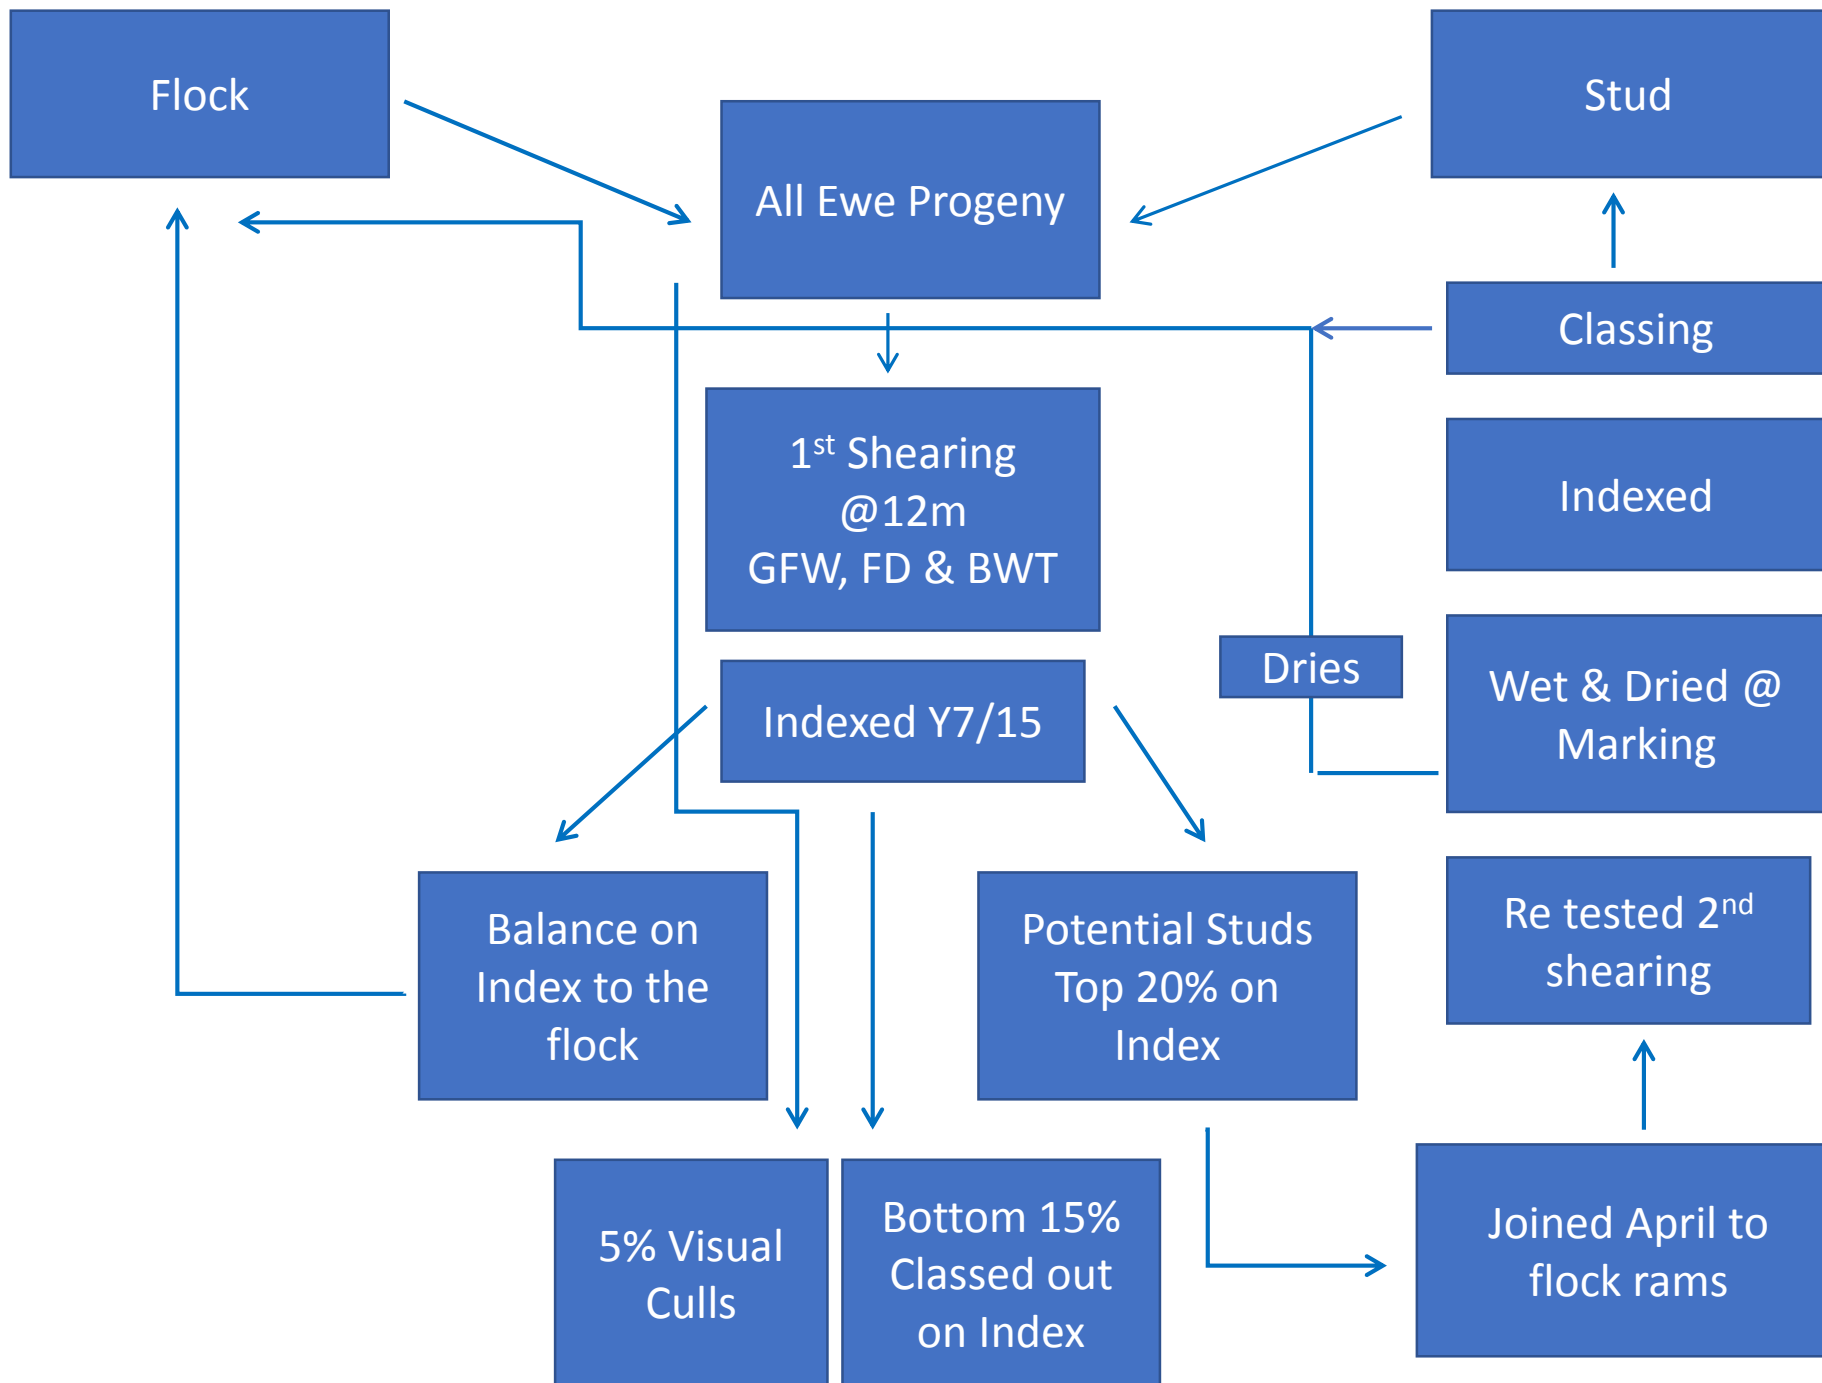 Flock
Stud
All Ewe Progeny
Classing
1st Shearing
@12m
GFW, FD & BWT
Indexed
Dries
Wet & Dried @
Marking
Indexed Y7/15
Balance on
Index to the
flock
Potential Studs
Top 20% on
Index
Re tested 2nd
shearing
5% Visual
Culls
Bottom 15%
Classed out
on Index
Joined April to
flock rams